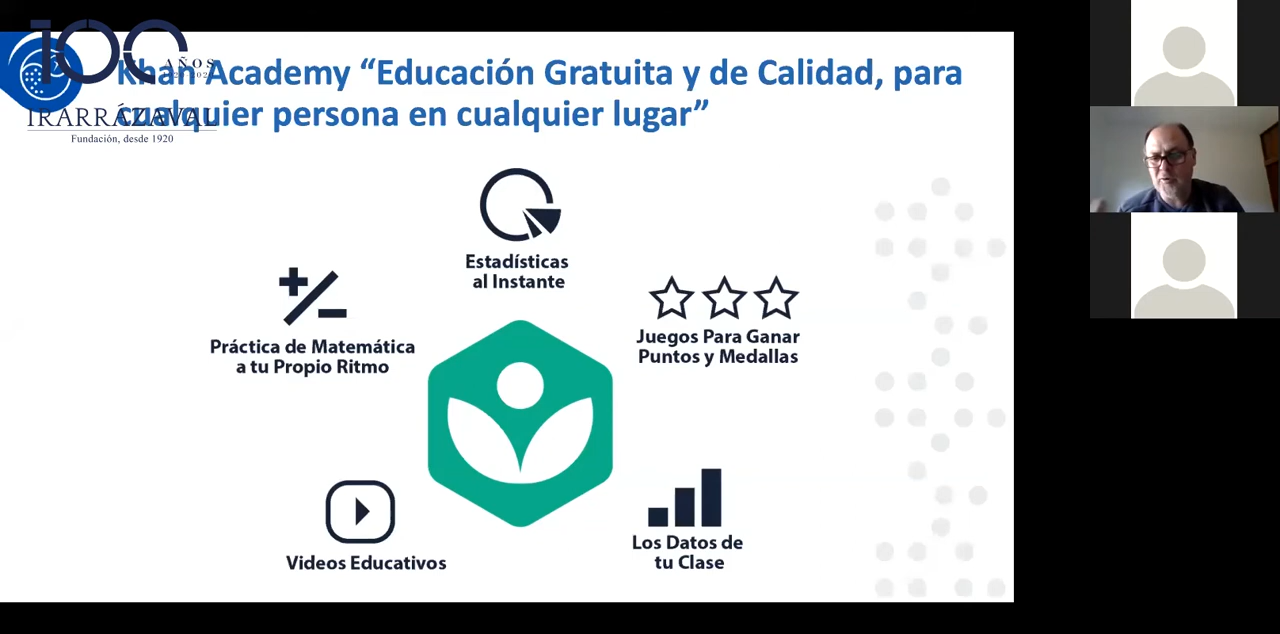 100
AÑOS
IRARRÁZAVAL
Fundación, desde 1920
Khan Academy “Educación Gratuita y de Calidad, para
cualquier persona en cualquier lugar”
Estadísticas
al Instante
Práctica de Matemática
a tu Propio Ritmo
Juegos Para Ganar
Puntos y Medallas
Videos Educativos
Los Datos de
tu Clase